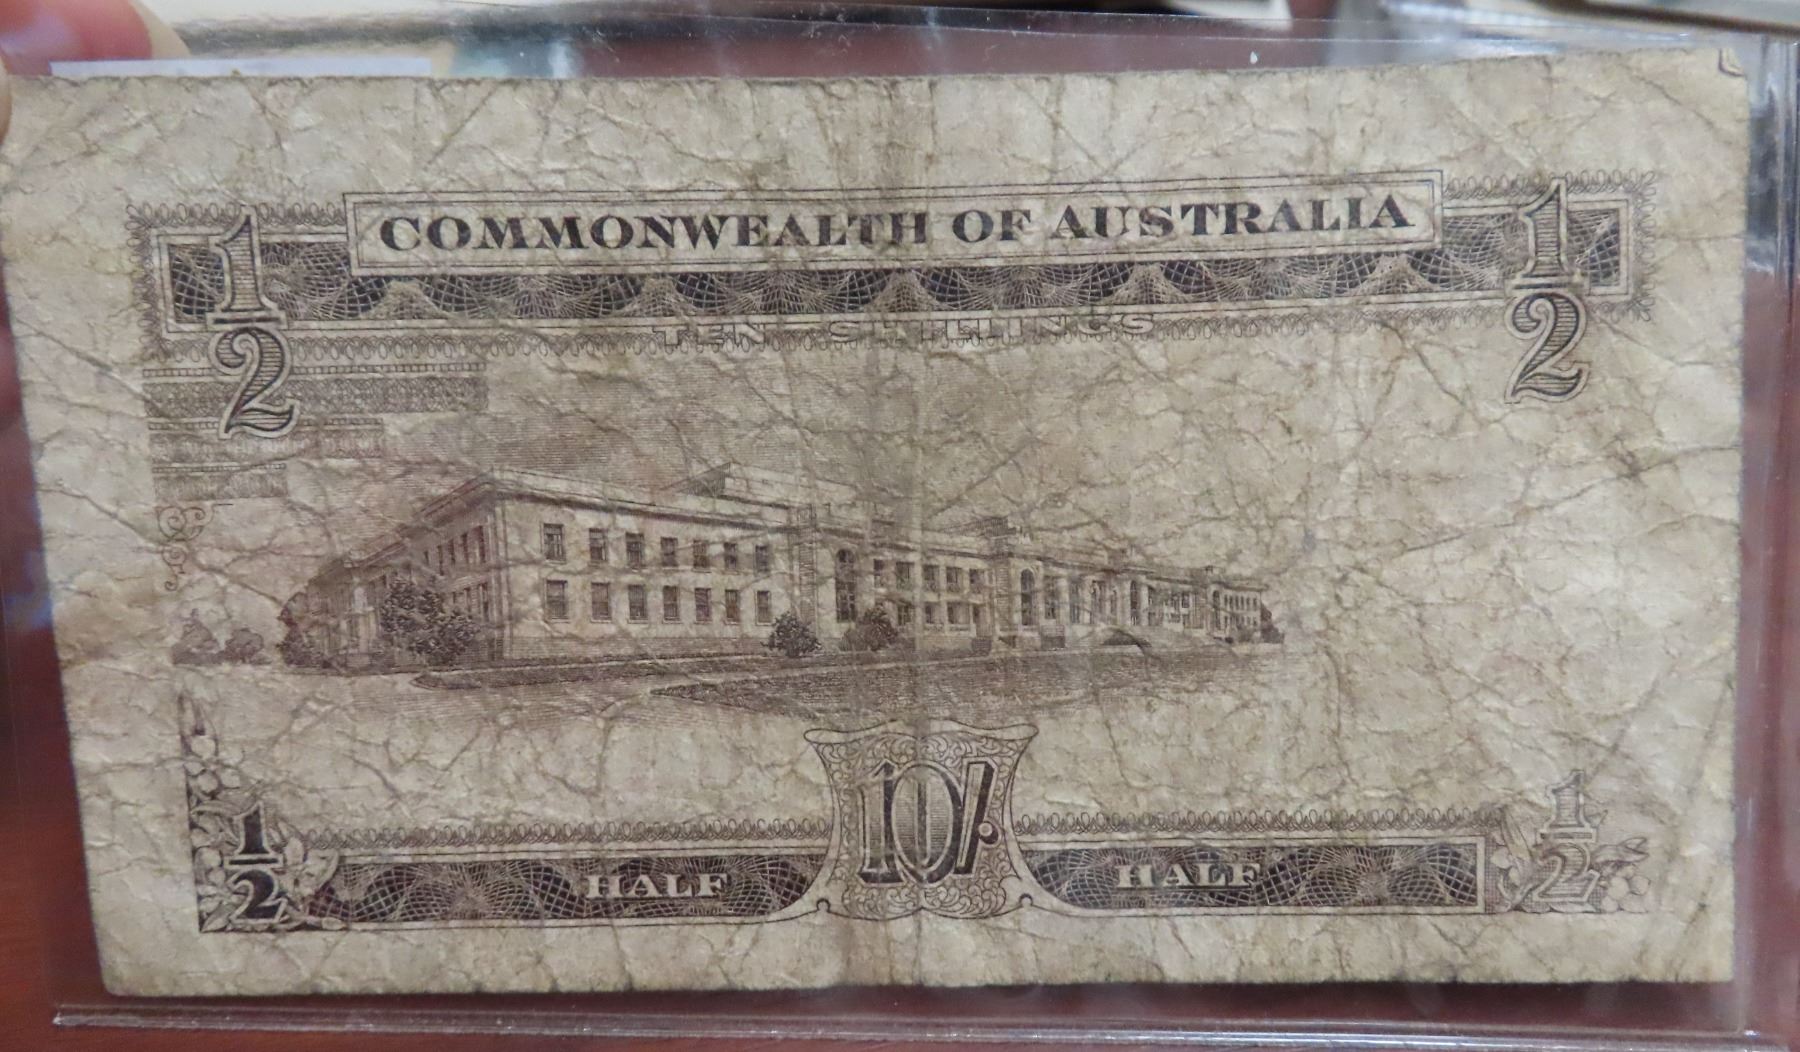 COMMONWEALTH OF AUSTRALIA
1/2
1/2
TEN SHILLINGS
10/-
1/2
HALF
HALF
1/2